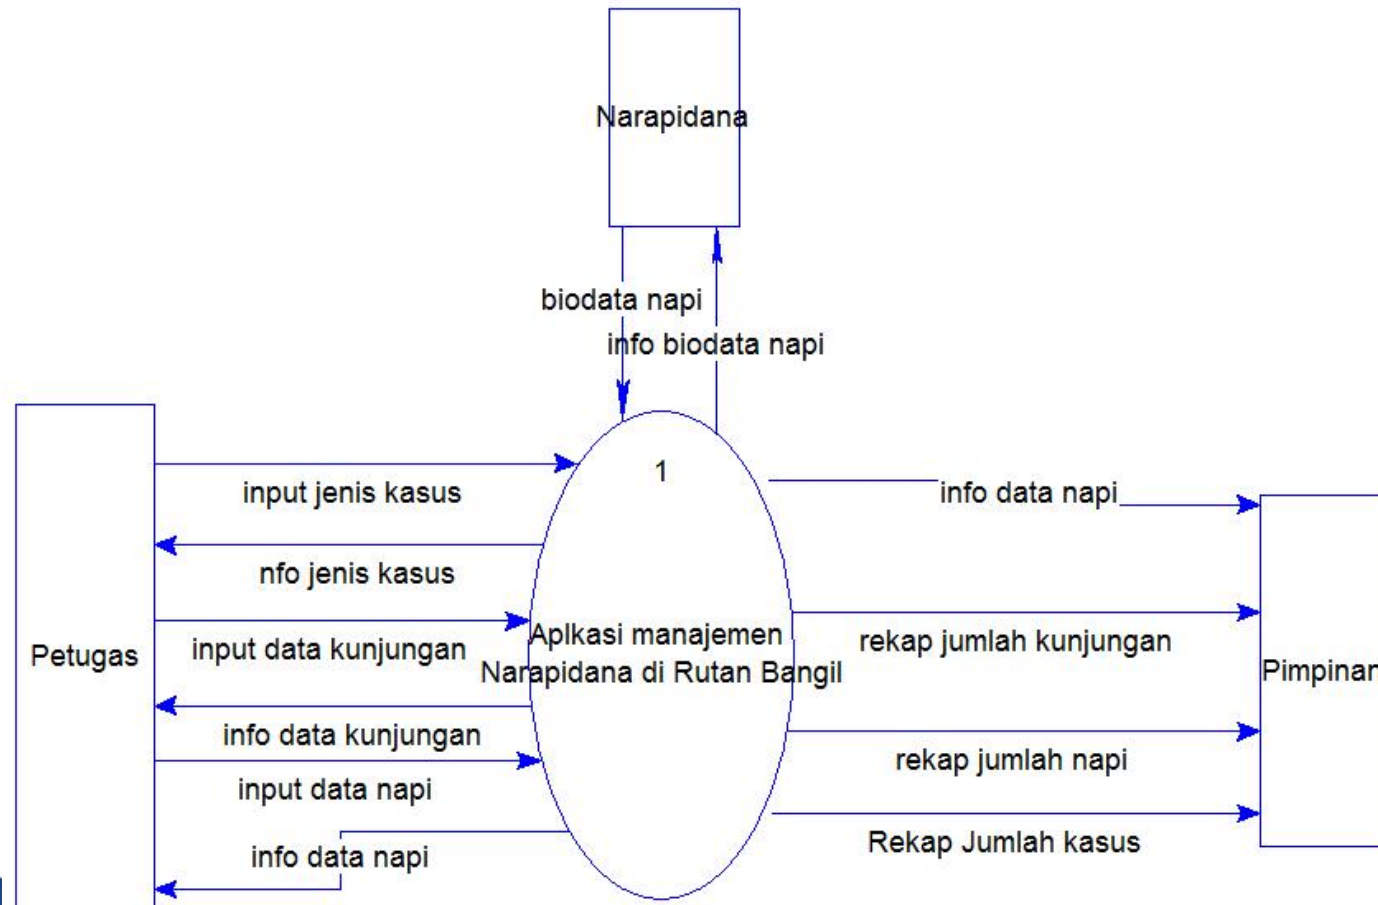 Narapidana
biodata napi
info biodata napi
1
input jenis kasus
info data napi
nfo jenis kasus
Aplkasi manajemen
Narapidana di Rutan Bangil
input data kunjungan
rekap jumlah kunjungan
Petugas
Pimpinan
info data kunjungan
rekap jumlah napi
input data napi
Rekap Jumlah kasus
info data napi